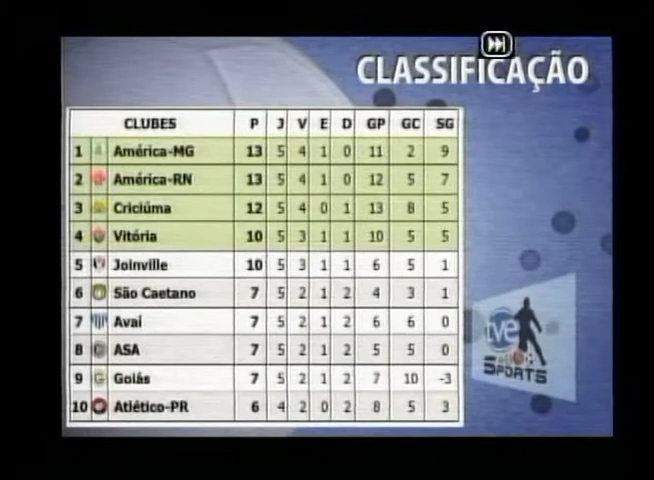 CLASSIFICAÇÃO
CLUBES P J V E D GP GC SG
1 América-MG 13 5 4 1 0 11 2 9
2 América-RN 13 5 4 1 0 12 5 7
3 Criciúma 12 5 4 0 1 13 8 5
4 Vitória 10 5 3 1 1 10 5 5
5 Joinville 10 5 3 1 1 6 5 1
6 São Caetano 7 5 2 1 2 4 3 1
7 Avaí 7 5 2 1 2 6 6 0
8 ASA 7 5 2 1 2 5 5 0
9 Goiás 7 5 2 1 2 7 10 -3
10 Atlético-PR 6 4 2 0 2 8 5 3
tve
SPORTS